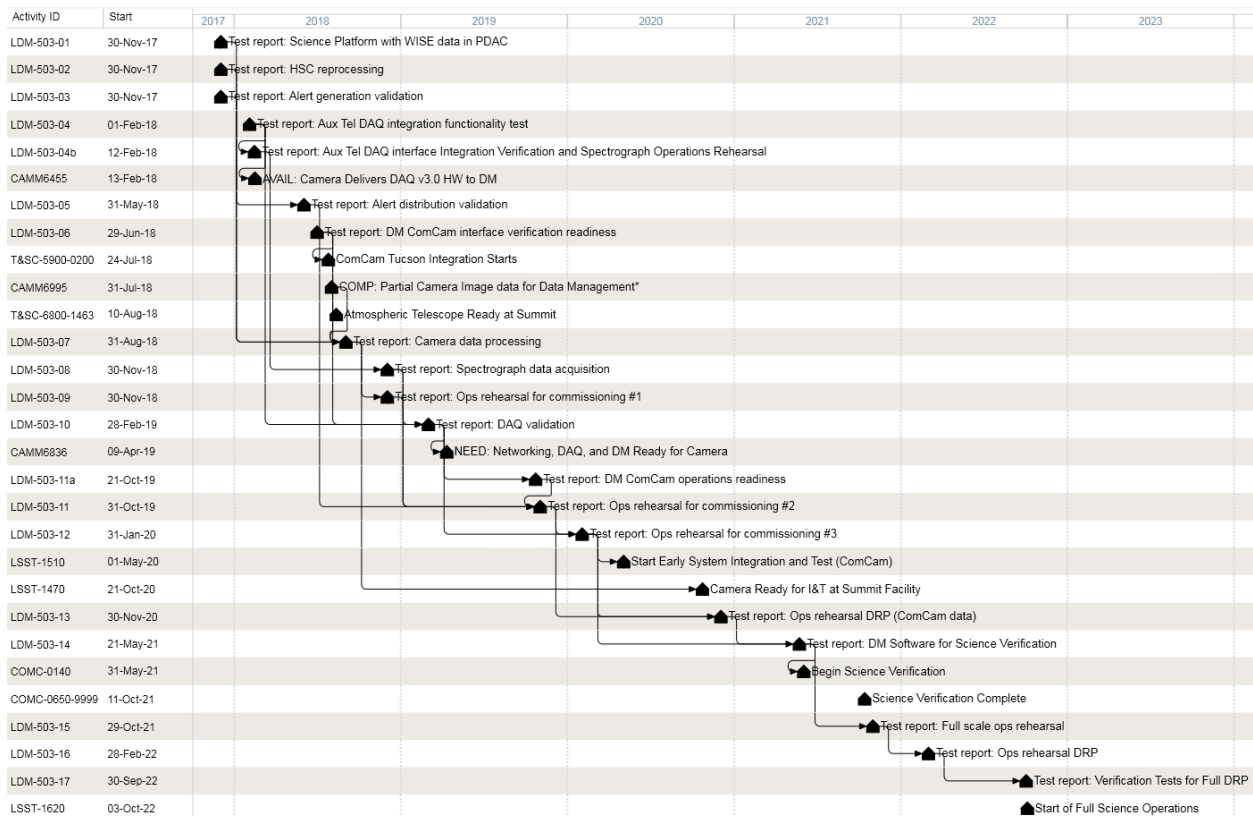 Activity ID Start 2017 2018 2019 2020 2021 2022 2023
LDM-503-01 30-Nov-17 Test report: Science Platform with WISE data in PDAC
LDM-503-02 30-Nov-17 Test report: HSC reprocessing
LDM-503-03 30-Nov-17 Test report: Alert generation validation
LDM-503-04 01-Feb-18 Test report: Aux Tel DAQ integration functionality test
LDM-503-04b 12-Feb-18 Test report: Aux Tel DAQ interface Integration Verification and Spectrograph Operations Rehearsal
CAMM6455 13-Feb-18 AVAIL: Camera Delivers DAQ v3.0 HW to DM
LDM-503-05 31-May-18 Test report: Alert distribution validation
LDM-503-06 29-Jun-18 Test report: DM ComCam interface verification readiness
T&SC-5900-0200 24-Jul-18 ComCam Tucson Integration Starts
CAMM6995 31-Jul-18 COMP: Partial Camera Image data for Data Management*
T&SC-6800-1463 10-Aug-18 Atmospheric Telescope Ready at Summit
LDM-503-07 31-Aug-18 Test report: Camera data processing
LDM-503-08 30-Nov-18 Test report: Spectrograph data acquisition
LDM-503-09 30-Nov-18 Test report: Ops rehearsal for commissioning #1
LDM-503-10 28-Feb-19 Test report: DAQ validation
CAMM6836 09-Apr-19 NEED: Networking, DAQ, and DM Ready for Camera
LDM-503-11a 21-Oct-19 Test report: DM ComCam operations readiness
LDM-503-11 31-Oct-19 Test report: Ops rehearsal for commissioning #2
LDM-503-12 31-Jan-20 Test report: Ops rehearsal for commissioning #3
LSST-1510 01-May-20 Start Early System Integration and Test (ComCam)
LSST-1470 21-Oct-20 Camera Ready for I&T at Summit Facility
LDM-503-13 30-Nov-20 Test report: Ops rehearsal DRP (ComCam data)
LDM-503-14 21-May-21 Test report: DM Software for Science Verification
COMC-0140 31-May-21 Begin Science Verification
COMC-0650-9999 11-Oct-21 Science Verification Complete
LDM-503-15 29-Oct-21 Test report: Full scale ops rehearsal
LDM-503-16 28-Feb-22 Test report: Ops rehearsal DRP
LDM-503-17 30-Sep-22 Test report: Verification Tests for Full DRP
LSST-1620 03-Oct-22 Start of Full Science Operations